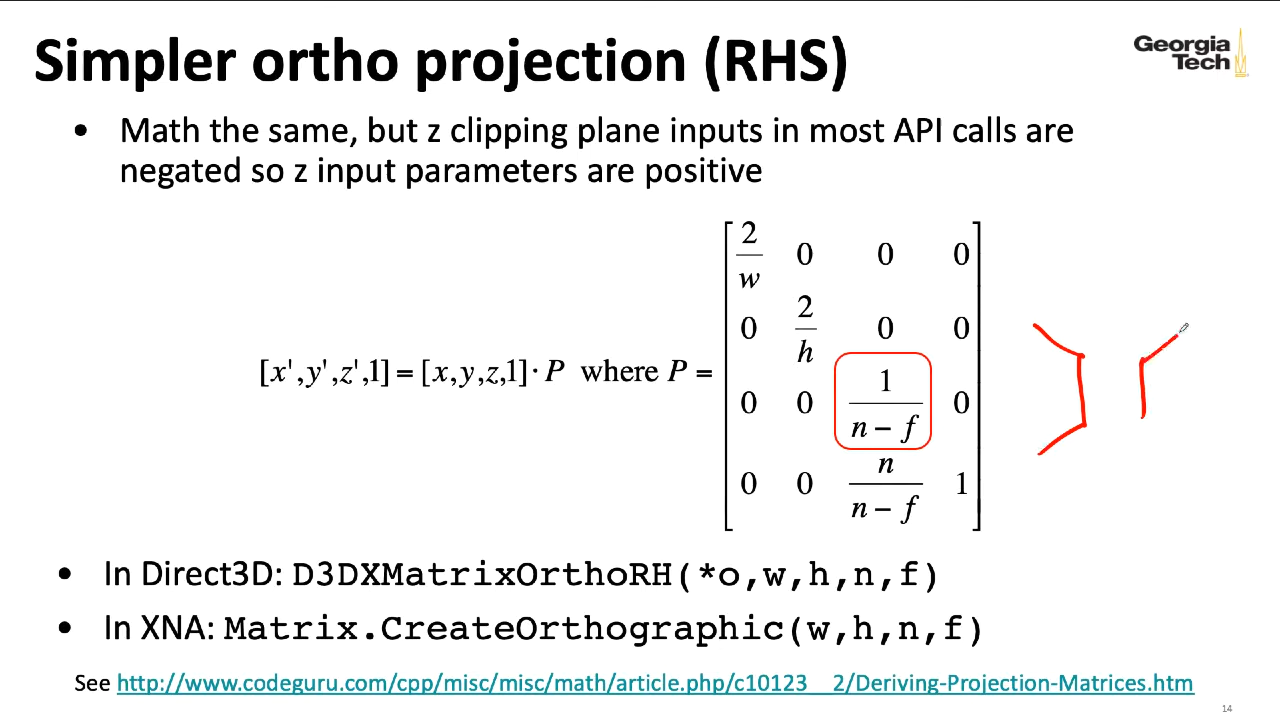 Simpler ortho projection (RHS)
Georgia
Tech
• Math the same, but z clipping plane inputs in most API calls are
negated so z input parameters are positive
[x',y',z',1] = [x,y,z,1]· P where P =
2/w 0 0 0
0 2/h 0 0
0 0 1/(n − f) 0
0 0 n/(n − f) 1
• In Direct3D: D3DXMatrixOrthoRH(*o,w,h,n,f)
• In XNA: Matrix.CreateOrthographic(w,h,n,f)
See http://www.codeguru.com/cpp/misc/misc/math/article.php/c10123__2/Deriving-Projection-Matrices.htm
14